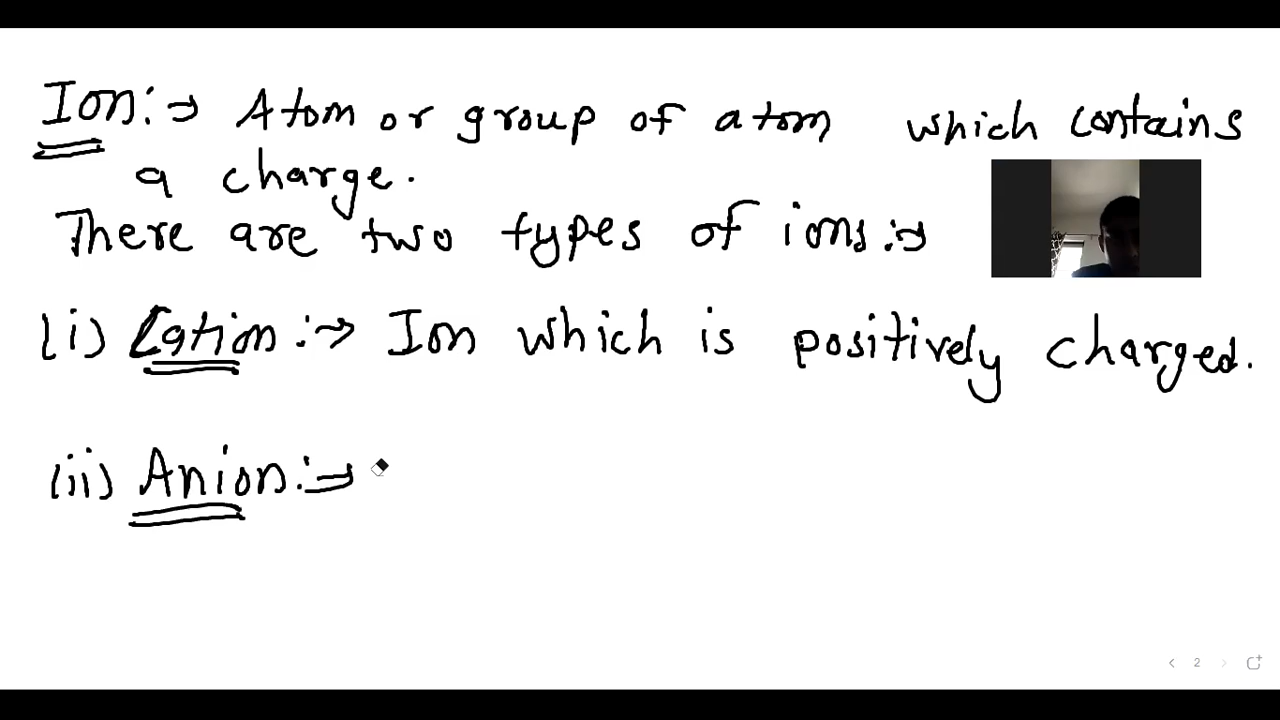 Ion :→ Atom or group of atom which contains
a charge.
There are two types of ions :→
(i) Cation :→ Ion which is positively charged.
(ii) Anion :→
2